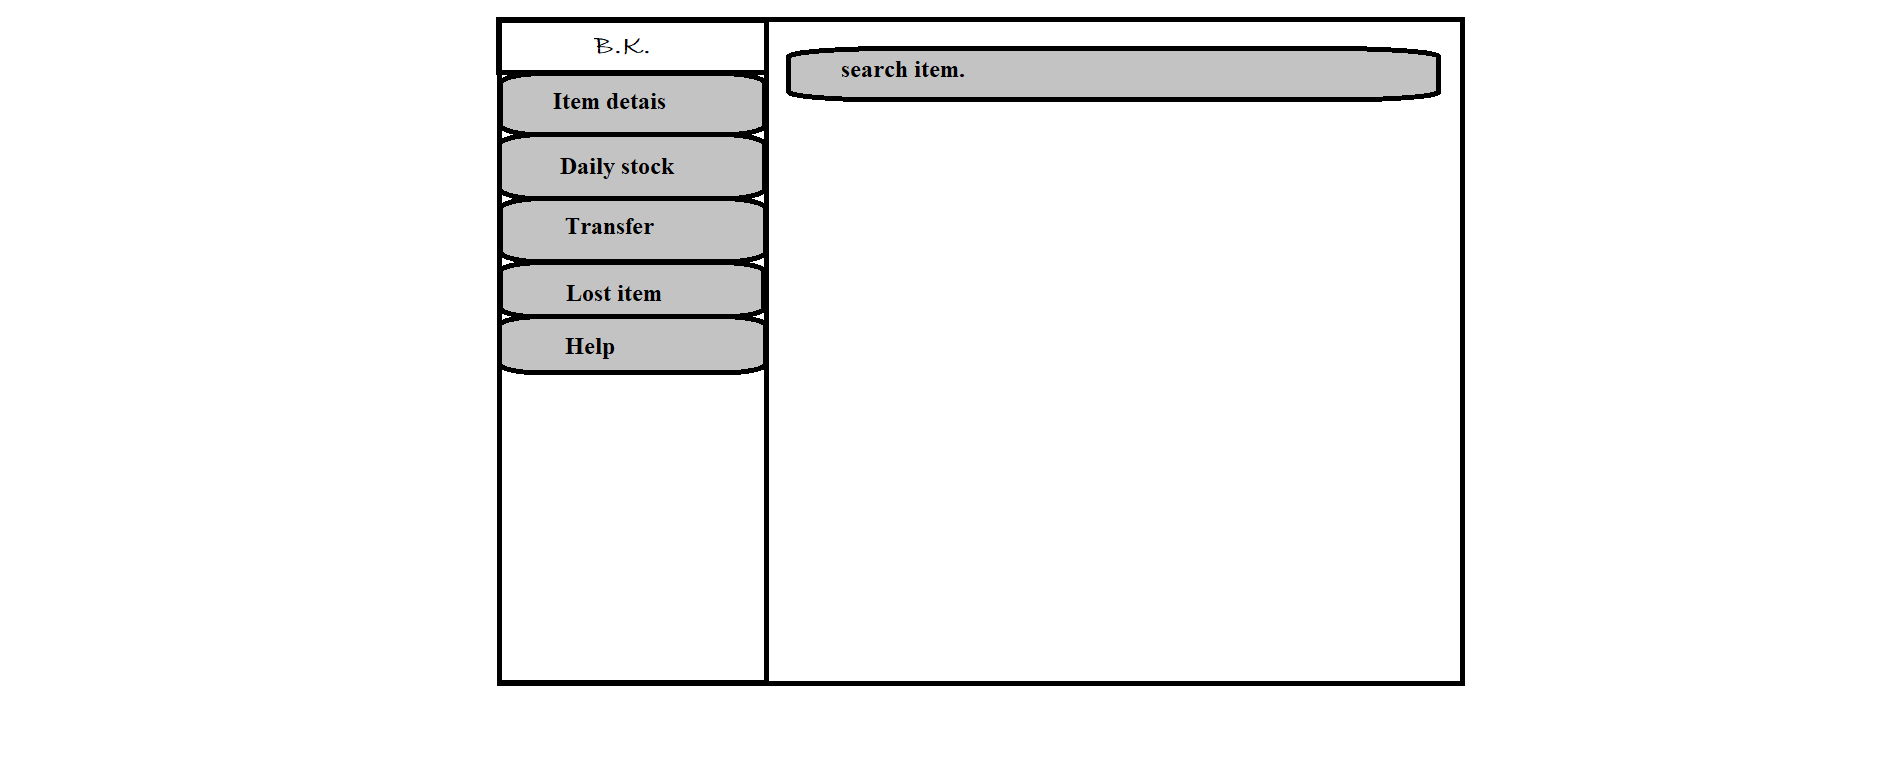 B.K.
Item detais
Daily stock
Transfer
Lost item
Help
search item.